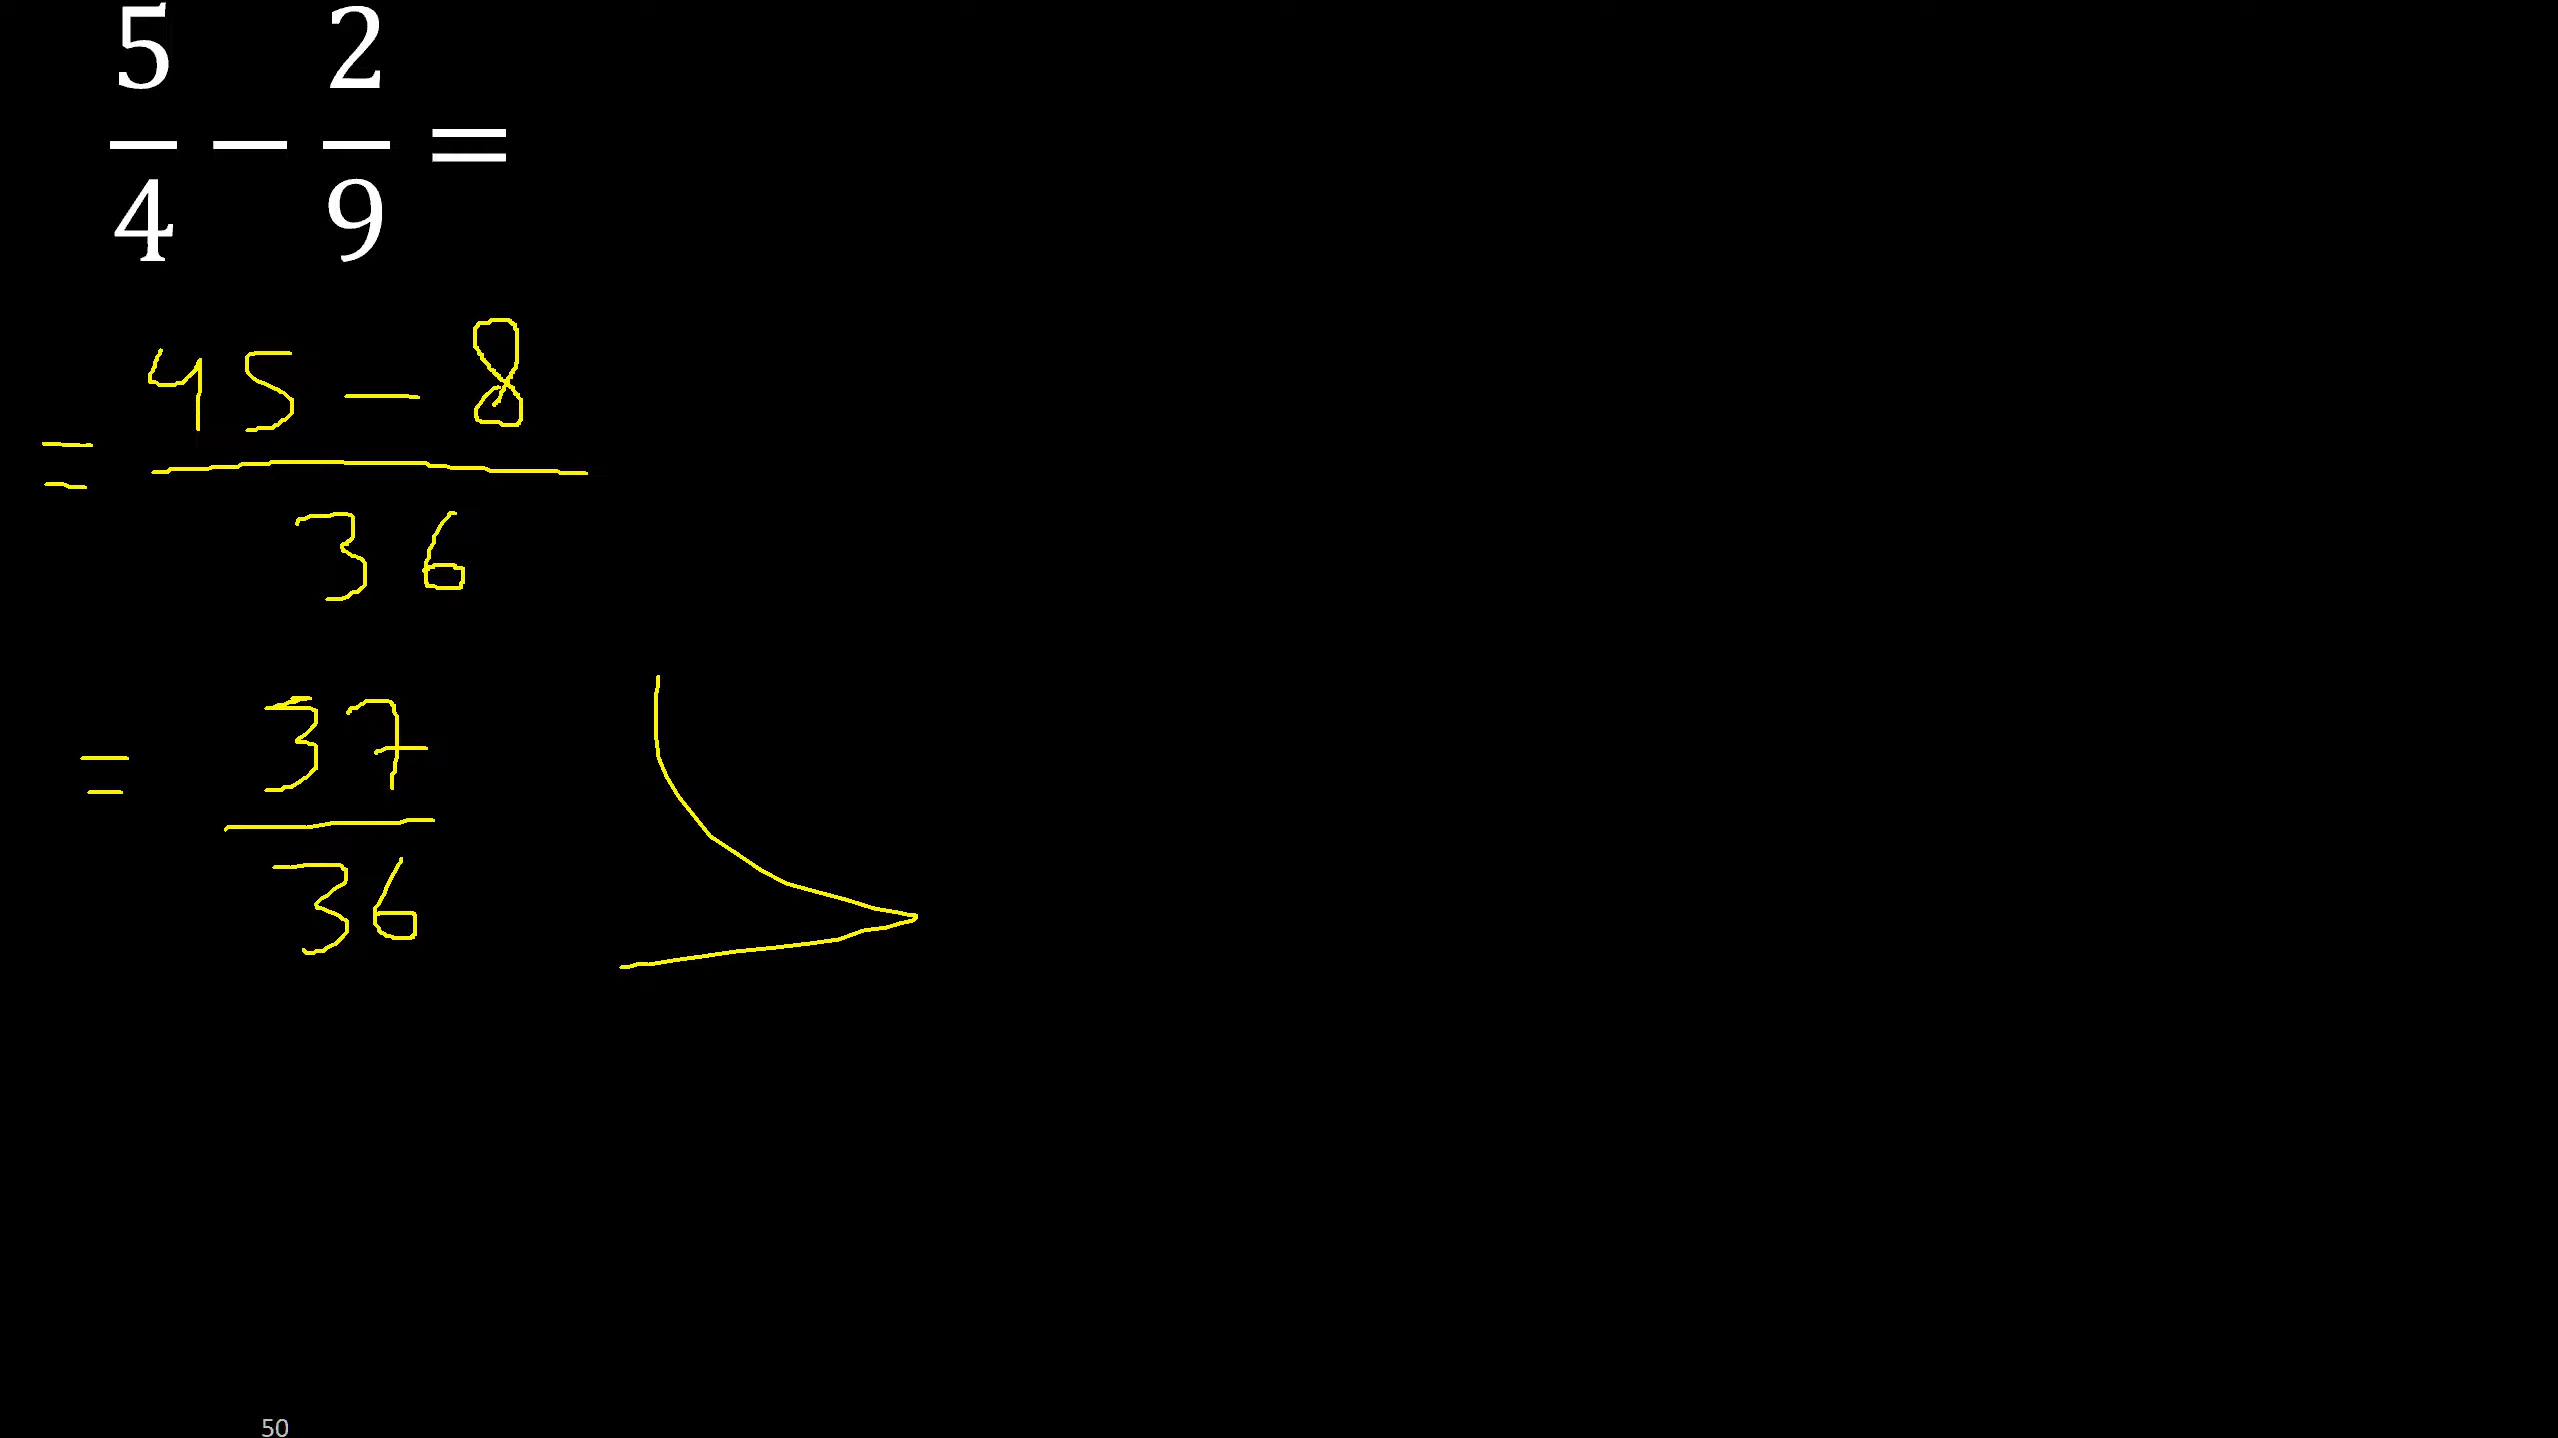 5/4 − 2/9 =
= 45 − 8 / 36
= 37/36
50